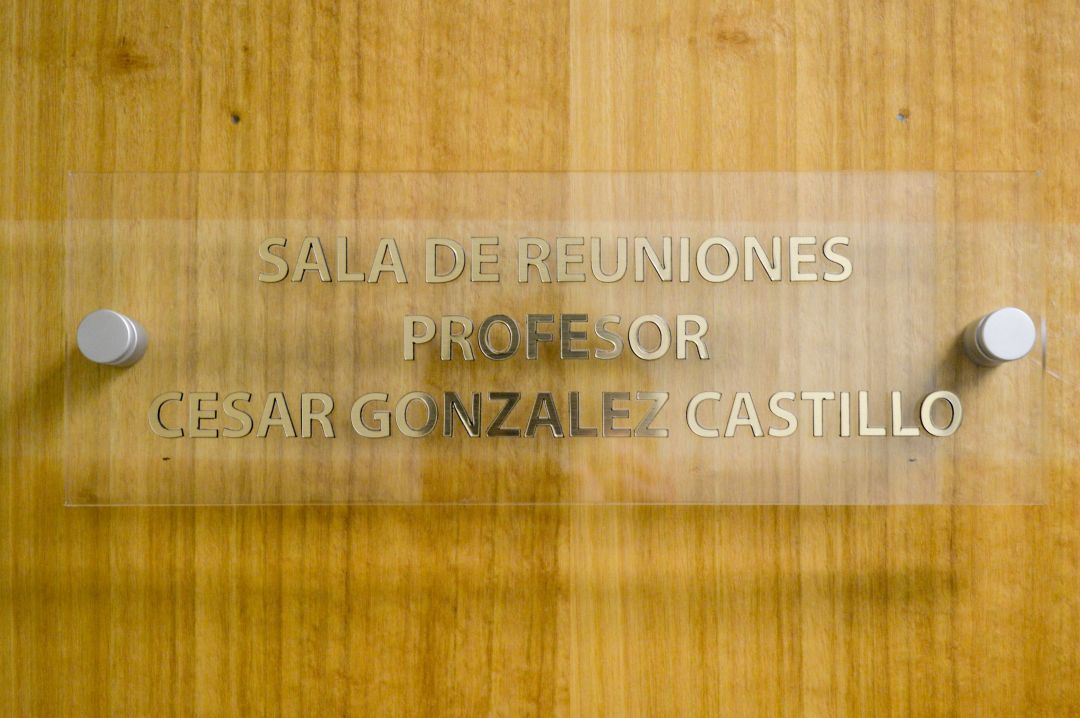 SALA DE REUNIONES
PROFESOR
CESAR GONZALEZ CASTILLO